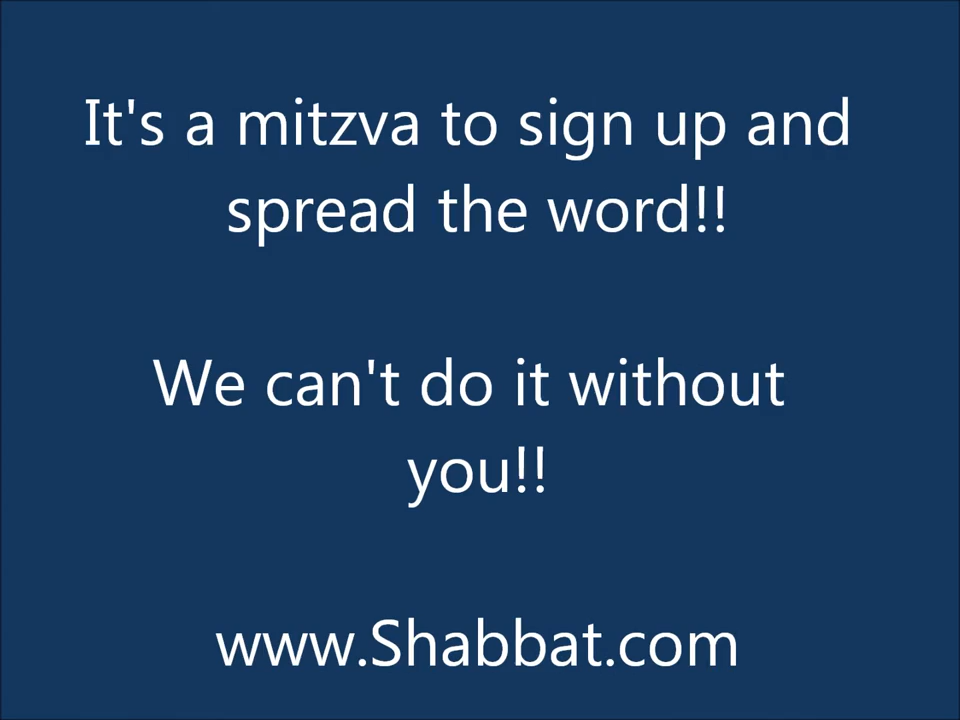 It's a mitzva to sign up and
spread the word!!
We can't do it without
you!!
www.Shabbat.com